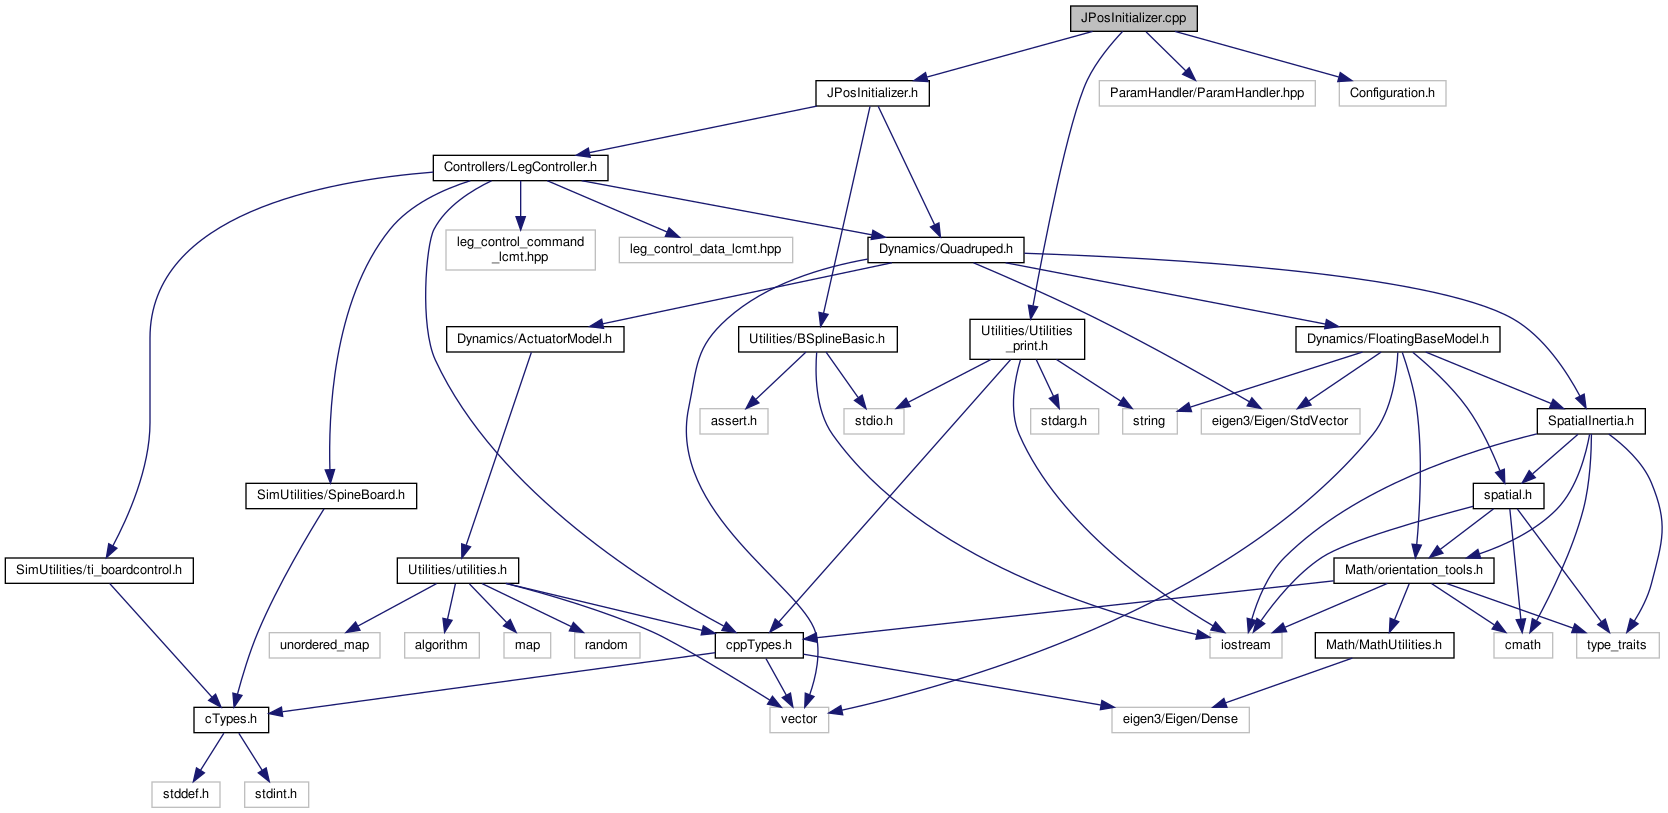 JPosInitializer.cpp
JPosInitializer.h
ParamHandler/ParamHandler.hpp
Configuration.h
Controllers/LegController.h
leg_control_command
_lcmt.hpp
leg_control_data_lcmt.hpp
Dynamics/Quadruped.h
Dynamics/ActuatorModel.h
Utilities/BSplineBasic.h
Utilities/Utilities
_print.h
Dynamics/FloatingBaseModel.h
assert.h
stdio.h
stdarg.h
string
eigen3/Eigen/StdVector
SpatialInertia.h
SimUtilities/SpineBoard.h
spatial.h
SimUtilities/ti_boardcontrol.h
Utilities/utilities.h
Math/orientation_tools.h
unordered_map
algorithm
map
random
cppTypes.h
iostream
Math/MathUtilities.h
cmath
type_traits
cTypes.h
vector
eigen3/Eigen/Dense
stddef.h
stdint.h